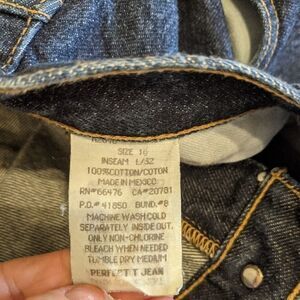 SIZE 16
INSEAM L/32
100%COTTON/COTTON
MADE IN MEXICO
RN#66476 CA#20781
P.O.# 41850 BUND.#8
MACHINE WASH COLD
SEPARATELY INSIDE OUT.
ONLY NON-CHLORINE
BLEACH WHEN NEEDED
TUMBLE DRY MEDIUM
PERFECT T JEAN